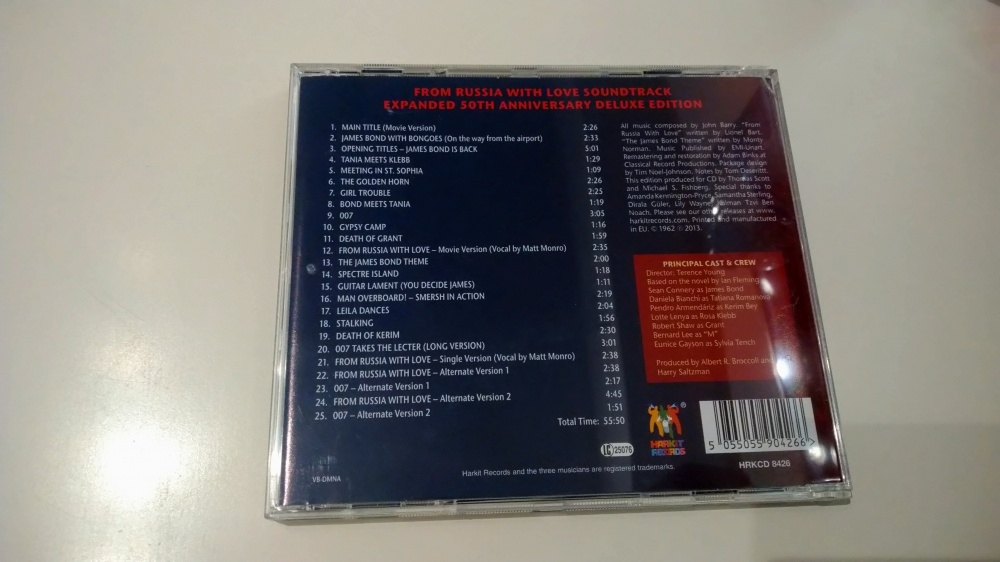 FROM RUSSIA WITH LOVE SOUNDTRACK
EXPANDED 50TH ANNIVERSARY DELUXE EDITION
1. MAIN TITLE (Movie Version) 2:26
2. JAMES BOND WITH BONGOES (On the way from the airport) 2:33
3. OPENING TITLES – JAMES BOND IS BACK 5:01
4. TANIA MEETS KLEBB 1:29
5. MEETING IN ST. SOPHIA 1:09
6. THE GOLDEN HORN 2:26
7. GIRL TROUBLE 2:25
8. BOND MEETS TANIA 1:19
9. 007 3:05
10. GYPSY CAMP 1:16
11. DEATH OF GRANT 1:59
12. FROM RUSSIA WITH LOVE – Movie Version (Vocal by Matt Monro) 2:35
13. THE JAMES BOND THEME 2:00
14. SPECTRE ISLAND 1:18
15. GUITAR LAMENT (YOU DECIDE JAMES) 1:11
16. MAN OVERBOARD! – SMERSH IN ACTION 2:19
17. LEILA DANCES 2:04
18. STALKING 1:56
19. DEATH OF KERIM 2:30
20. 007 TAKES THE LECTER (LONG VERSION) 3:01
21. FROM RUSSIA WITH LOVE – Single Version (Vocal by Matt Monro) 2:38
22. FROM RUSSIA WITH LOVE – Alternate Version 1 2:38
23. 007 – Alternate Version 1 2:17
24. FROM RUSSIA WITH LOVE – Alternate Version 2 4:45
25. 007 – Alternate Version 2 1:51
Total Time: 55:50
All music composed by John Barry. "From
Russia With Love" written by Lionel Bart.
"The James Bond Theme" written by Monty
Norman. Music Published by EMI-Unart.
Remastering and restoration by Adam Binks at
Classical Record Productions. Package design
by Tim Noel-Johnson. Notes by Tom
This edition produced for CD by Thomas Scott
and Michael S. Fishberg. Special thanks to
Amanda Kennington-Pryce, Samantha Sterling,
Dirala Güler, Lily Wayne, Kalman Tzvi Ben
Noach. Please see our other releases at www.
harkitrecords.com. Printed and manufactured
in EU. © 1962 ℗ 2013.
PRINCIPAL CAST & CREW
Director: Terence Young
Based on the novel by Ian Fleming
Sean Connery as James Bond
Daniela Bianchi as Tatiana Romanova
Pendro Armendáriz as Kerim Bey
Lotte Lenya as Rosa Klebb
Robert Shaw as Grant
Bernard Lee as "M"
Eunice Gayson as Sylvia Tench
Produced by Albert R. Broccoli and
Harry Saltzman
LC 25076
HARKIT
RECORDS
®
5 055055 904266 >
HRKCD 8426
Harkit Records and the three musicians are registered trademarks.
VB-DMNA